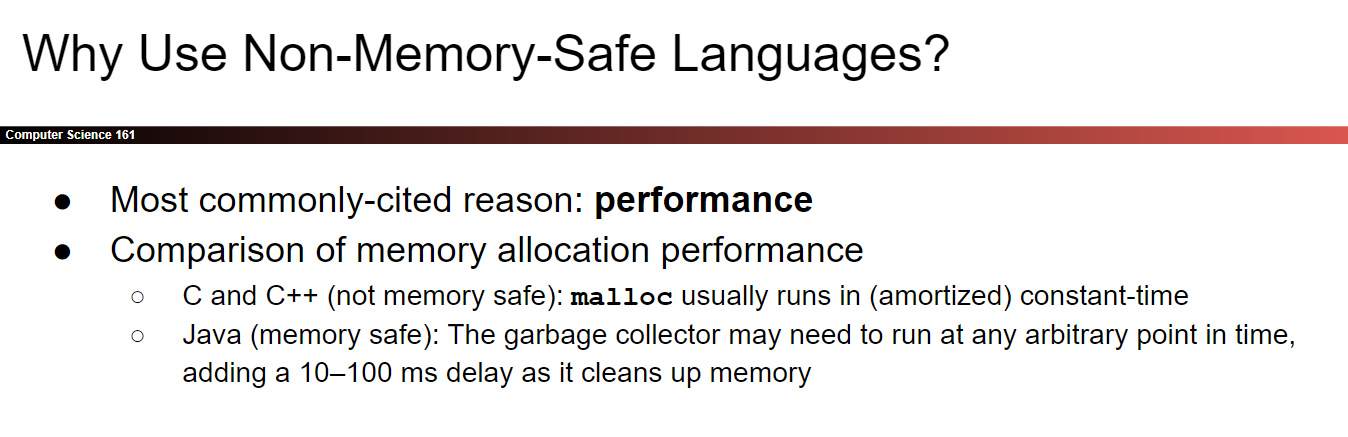 Why Use Non-Memory-Safe Languages?
Computer Science 161
● Most commonly-cited reason: performance
● Comparison of memory allocation performance
○ C and C++ (not memory safe): malloc usually runs in (amortized) constant-time
○ Java (memory safe): The garbage collector may need to run at any arbitrary point in time,
adding a 10–100 ms delay as it cleans up memory